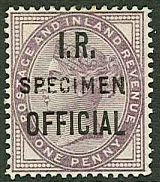 POSTAGE AND INLAND REVENUE
I.R.
SPECIMEN
OFFICIAL
ONE PENNY